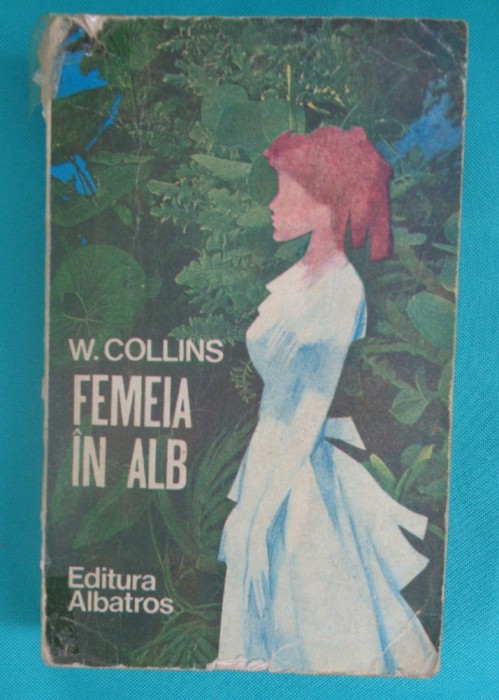 W. COLLINS
FEMEIA
ÎN ALB
Editura
Albatros